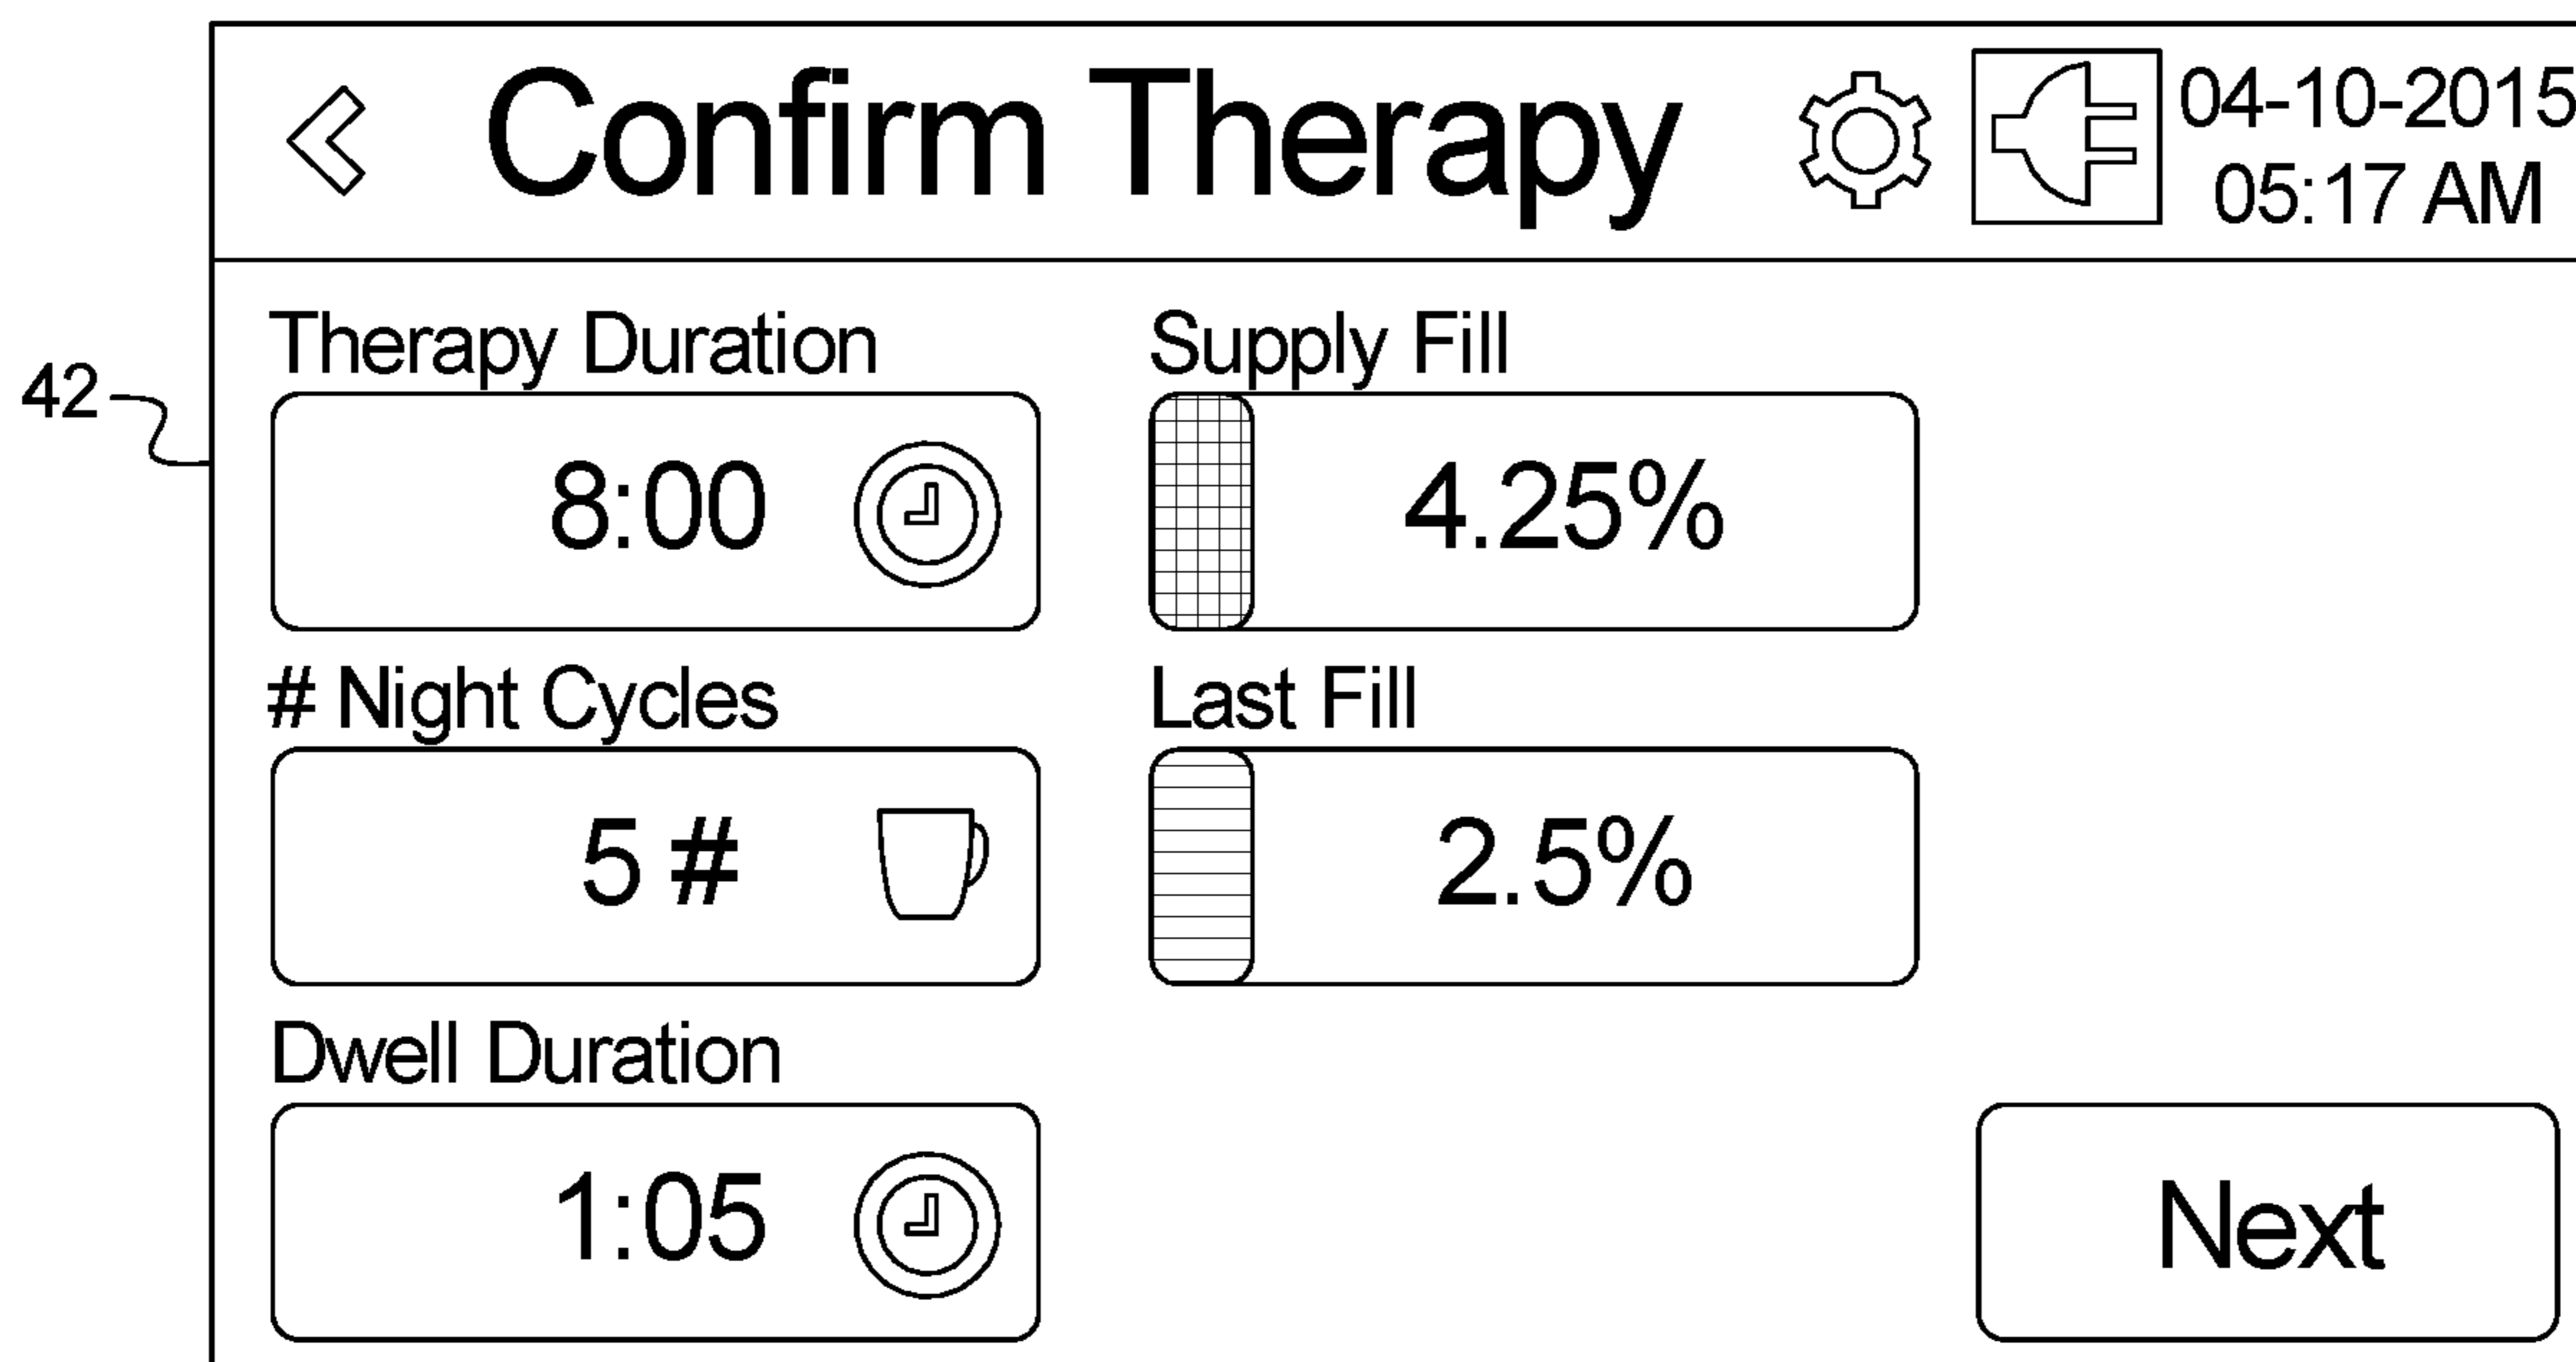 Confirm Therapy
04-10-2015
05:17 AM
42
Therapy Duration
8:00
Supply Fill
4.25%
# Night Cycles
5 #
Last Fill
2.5%
Dwell Duration
1:05
Next